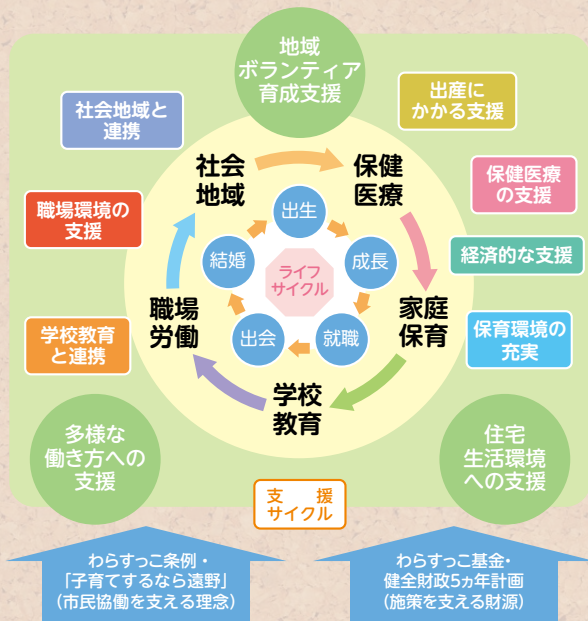 地域
ボランティア
育成支援
社会地域と
連携
出産に
かかる支援
社会
地域
保健
医療
保健医療
の支援
職場環境の
支援
出生
結婚
成長
ライフ
サイクル
経済的な支援
職場
労働
家庭
保育
学校教育
と連携
出会
就職
保育環境の
充実
学校
教育
多様な
働き方への
支援
住宅
生活環境
への支援
支　援
サイクル
わらすっこ条例・
「子育てするなら遠野」
(市民協働を支える理念)
わらすっこ基金・
健全財政5ヵ年計画
(施策を支える財源)